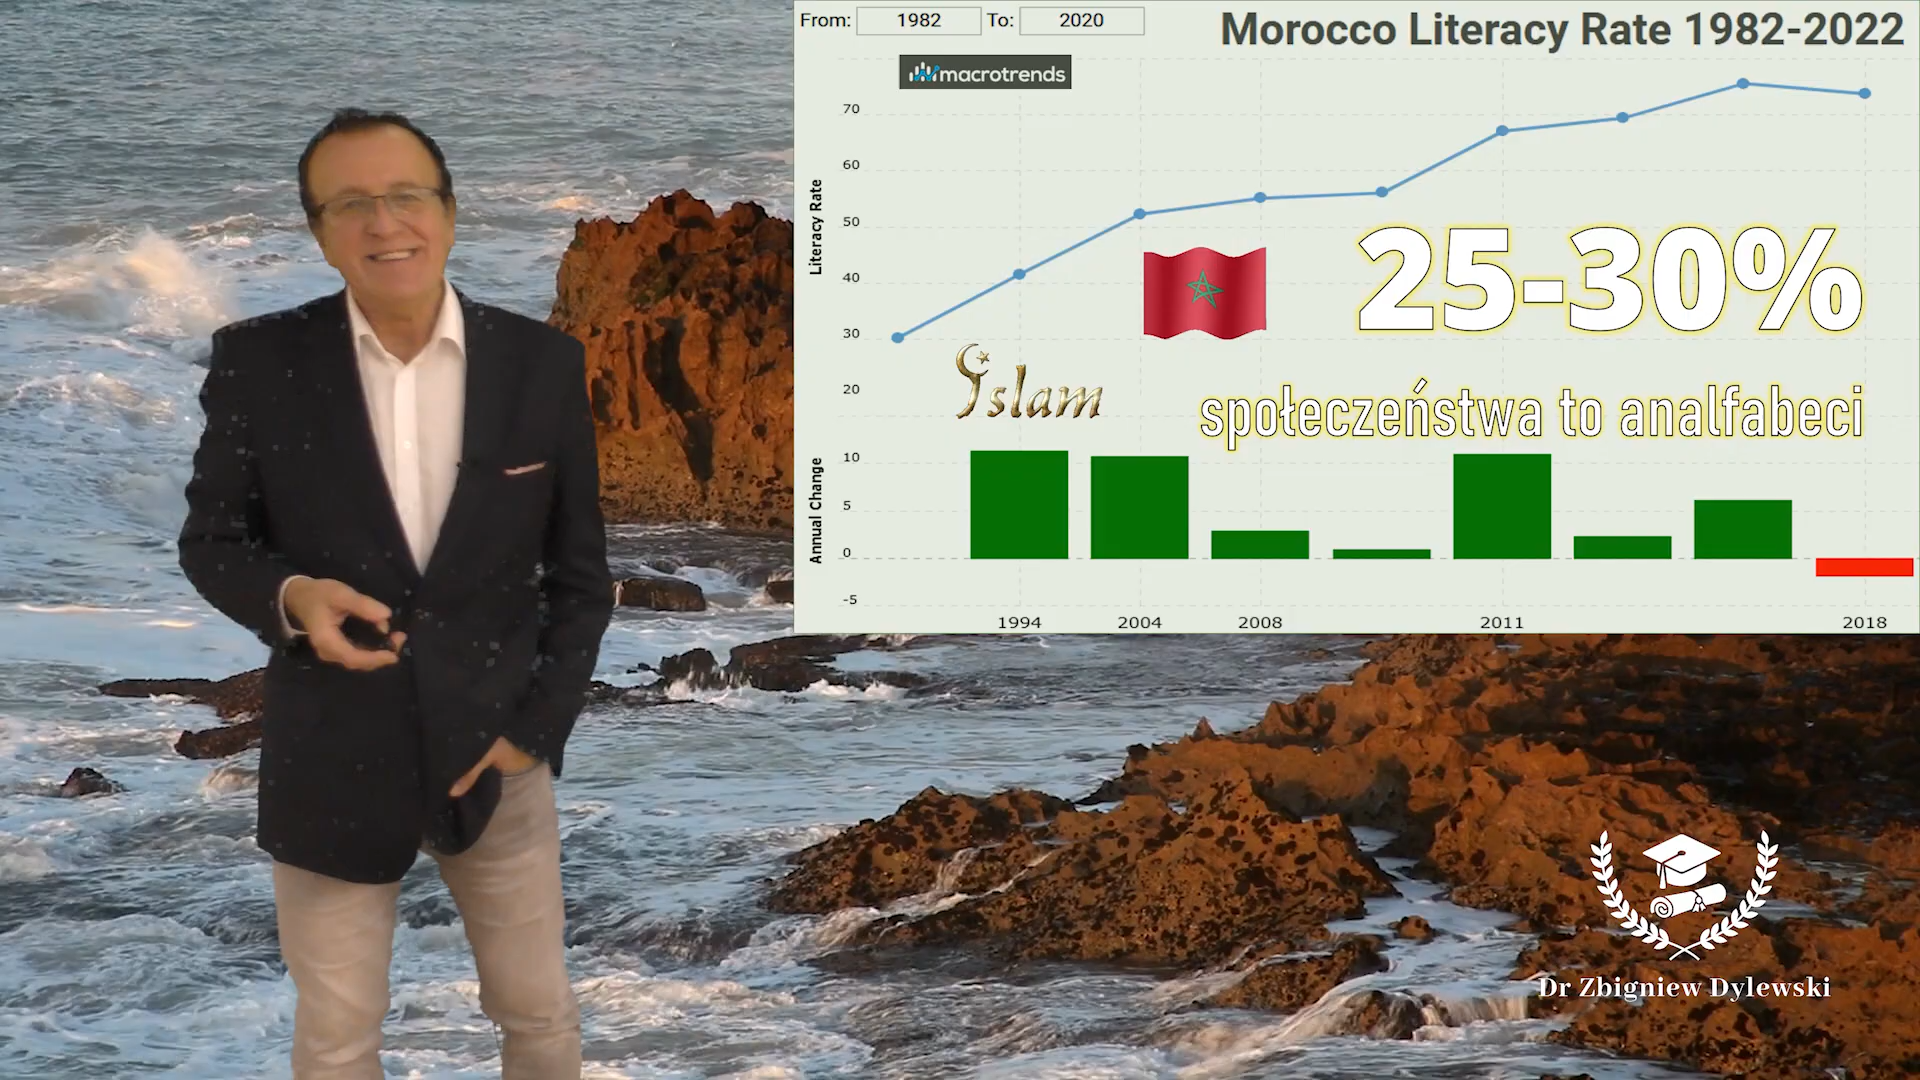 From: 1982 To: 2020
Morocco Literacy Rate 1982-2022
macrotrends
Literacy Rate
70
60
50
40
30
20
25-30%
społeczeństwa to analfabeci
Islam
Annual Change
10
5
0
-5
1994 2004 2008 2011 2018
Dr Zbigniew Dylewski